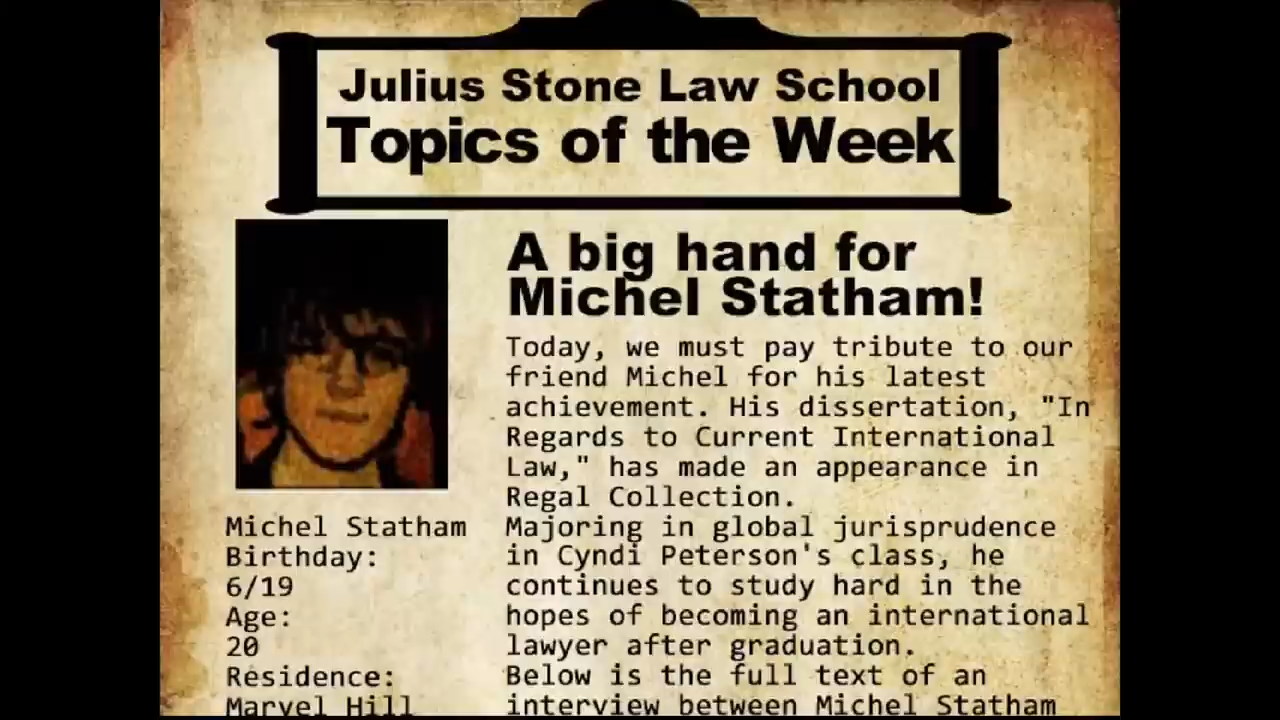 Julius Stone Law School
Topics of the Week
A big hand for
Michel Statham!
Today, we must pay tribute to our
friend Michel for his latest
achievement. His dissertation, "In
Regards to Current International
Law," has made an appearance in
Regal Collection.
Majoring in global jurisprudence
in Cyndi Peterson's class, he
continues to study hard in the
hopes of becoming an international
lawyer after graduation.
Below is the full text of an
interview between Michel Statham
Michel Statham
Birthday:
6/19
Age:
20
Residence:
Marvel Hill